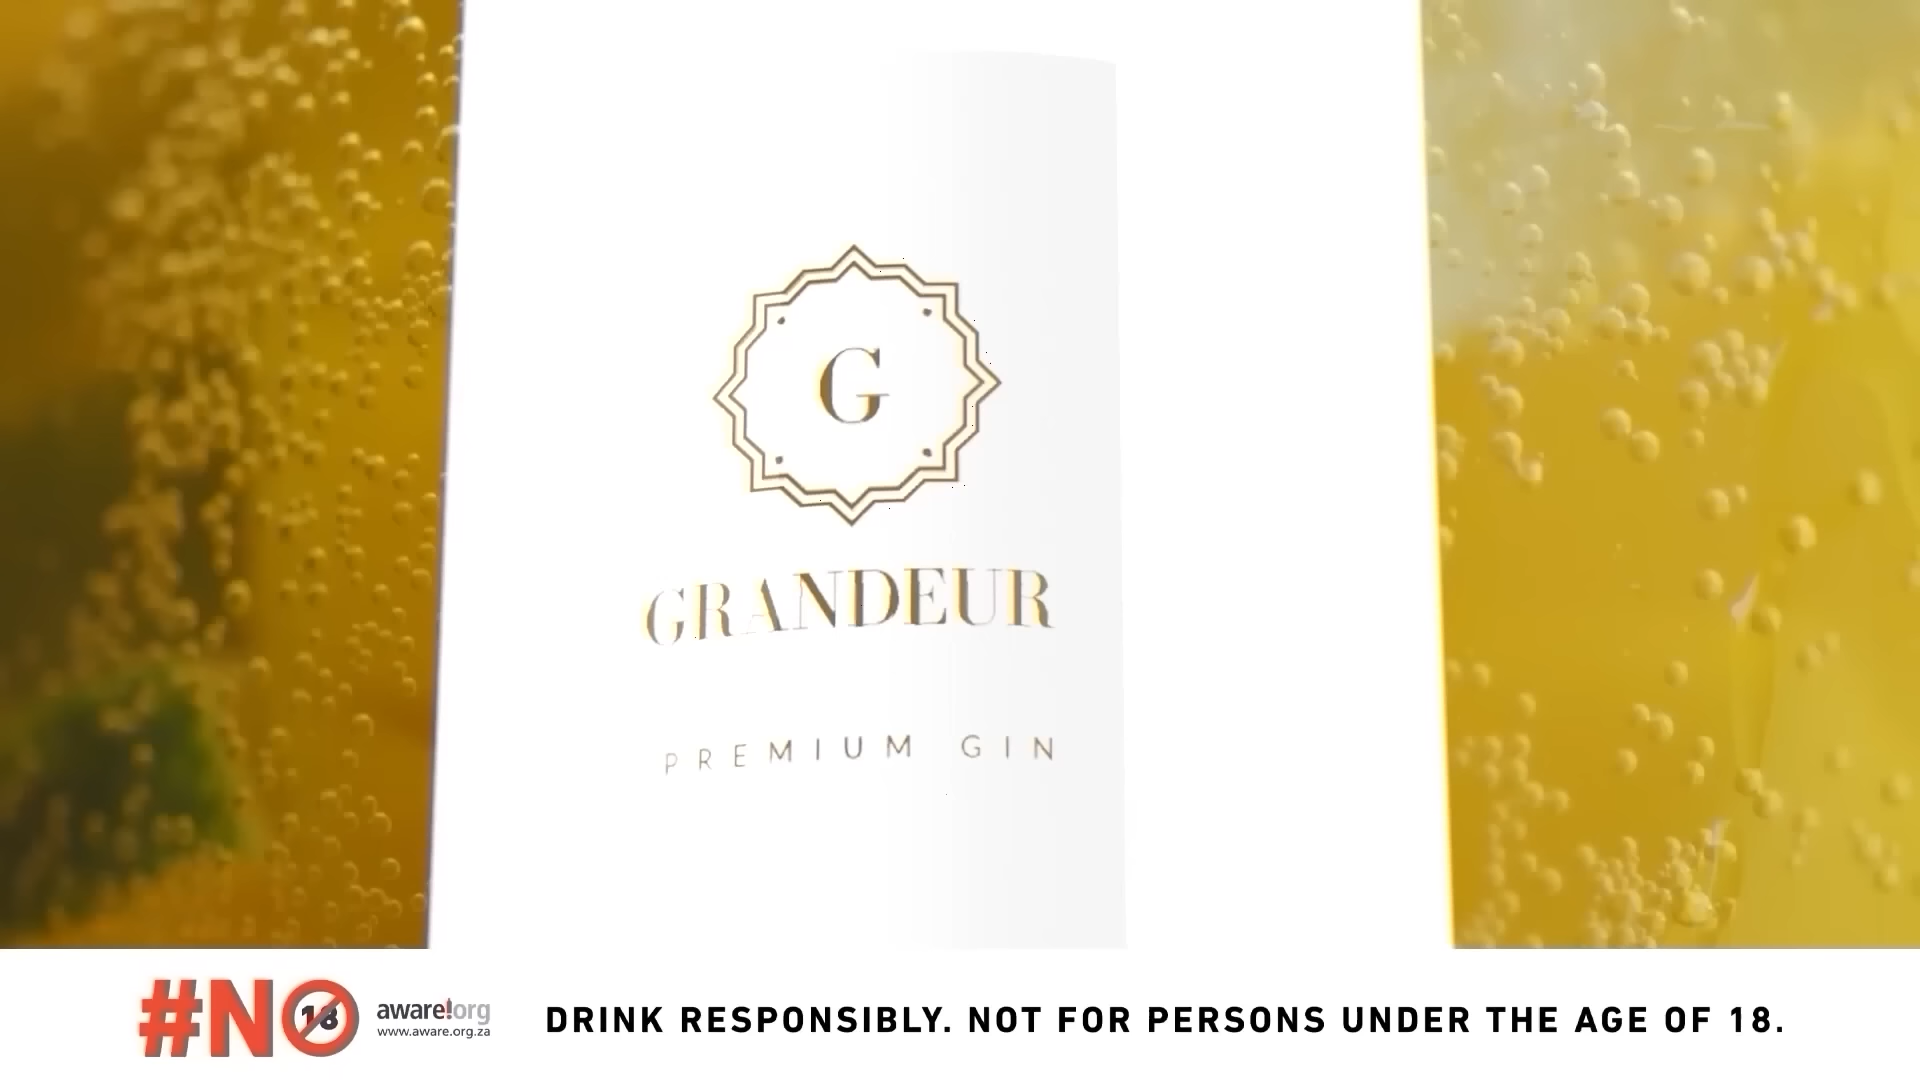 G
GRANDEUR
PREMIUM GIN
#NO
18
aware!org
www.aware.org.za
DRINK RESPONSIBLY. NOT FOR PERSONS UNDER THE AGE OF 18.